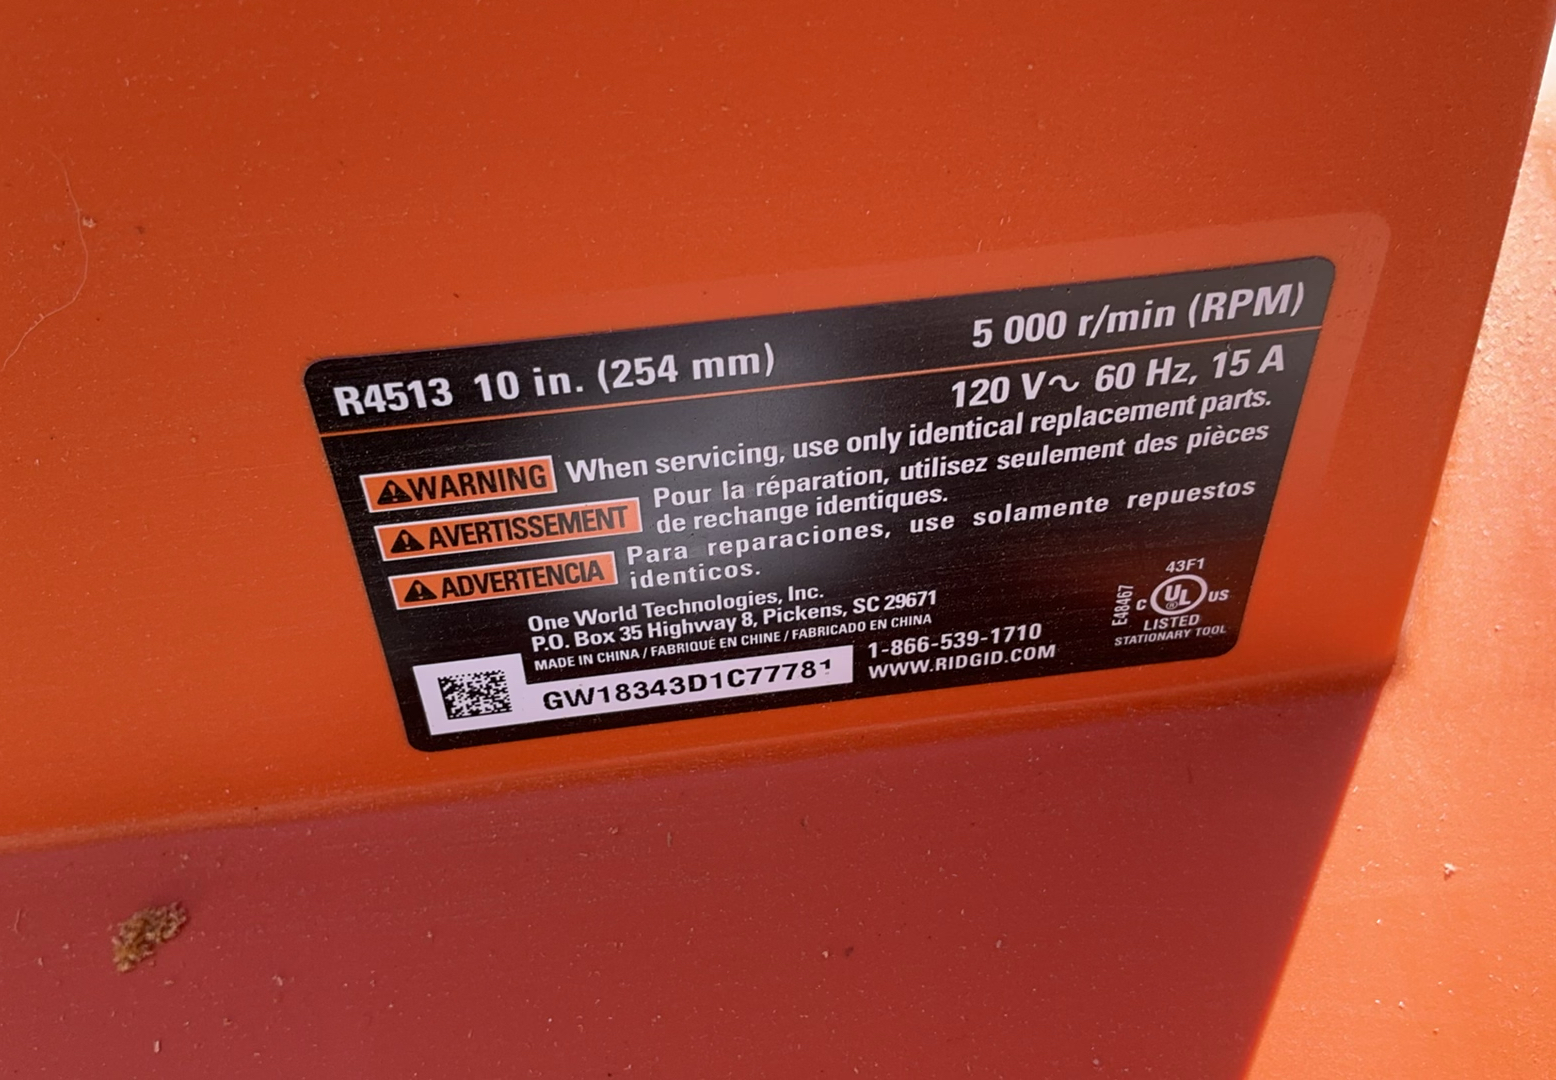 R4513 10 in. (254 mm)
5 000 r/min (RPM)
120 V~ 60 Hz, 15 A
WARNING When servicing, use only identical replacement parts.
AVERTISSEMENT Pour la réparation, utilisez seulement des pièces
de rechange identiques.
ADVERTENCIA Para reparaciones, use solamente repuestos
identicos.
One World Technologies, Inc.
P.O. Box 35 Highway 8, Pickens, SC 29671
MADE IN CHINA / FABRIQUÉ EN CHINE / FABRICADO EN CHINA
GW18343D1C77781
1-866-539-1710
WWW.RIDGID.COM
E48467
43F1
C UL ® US
LISTED
STATIONARY TOOL